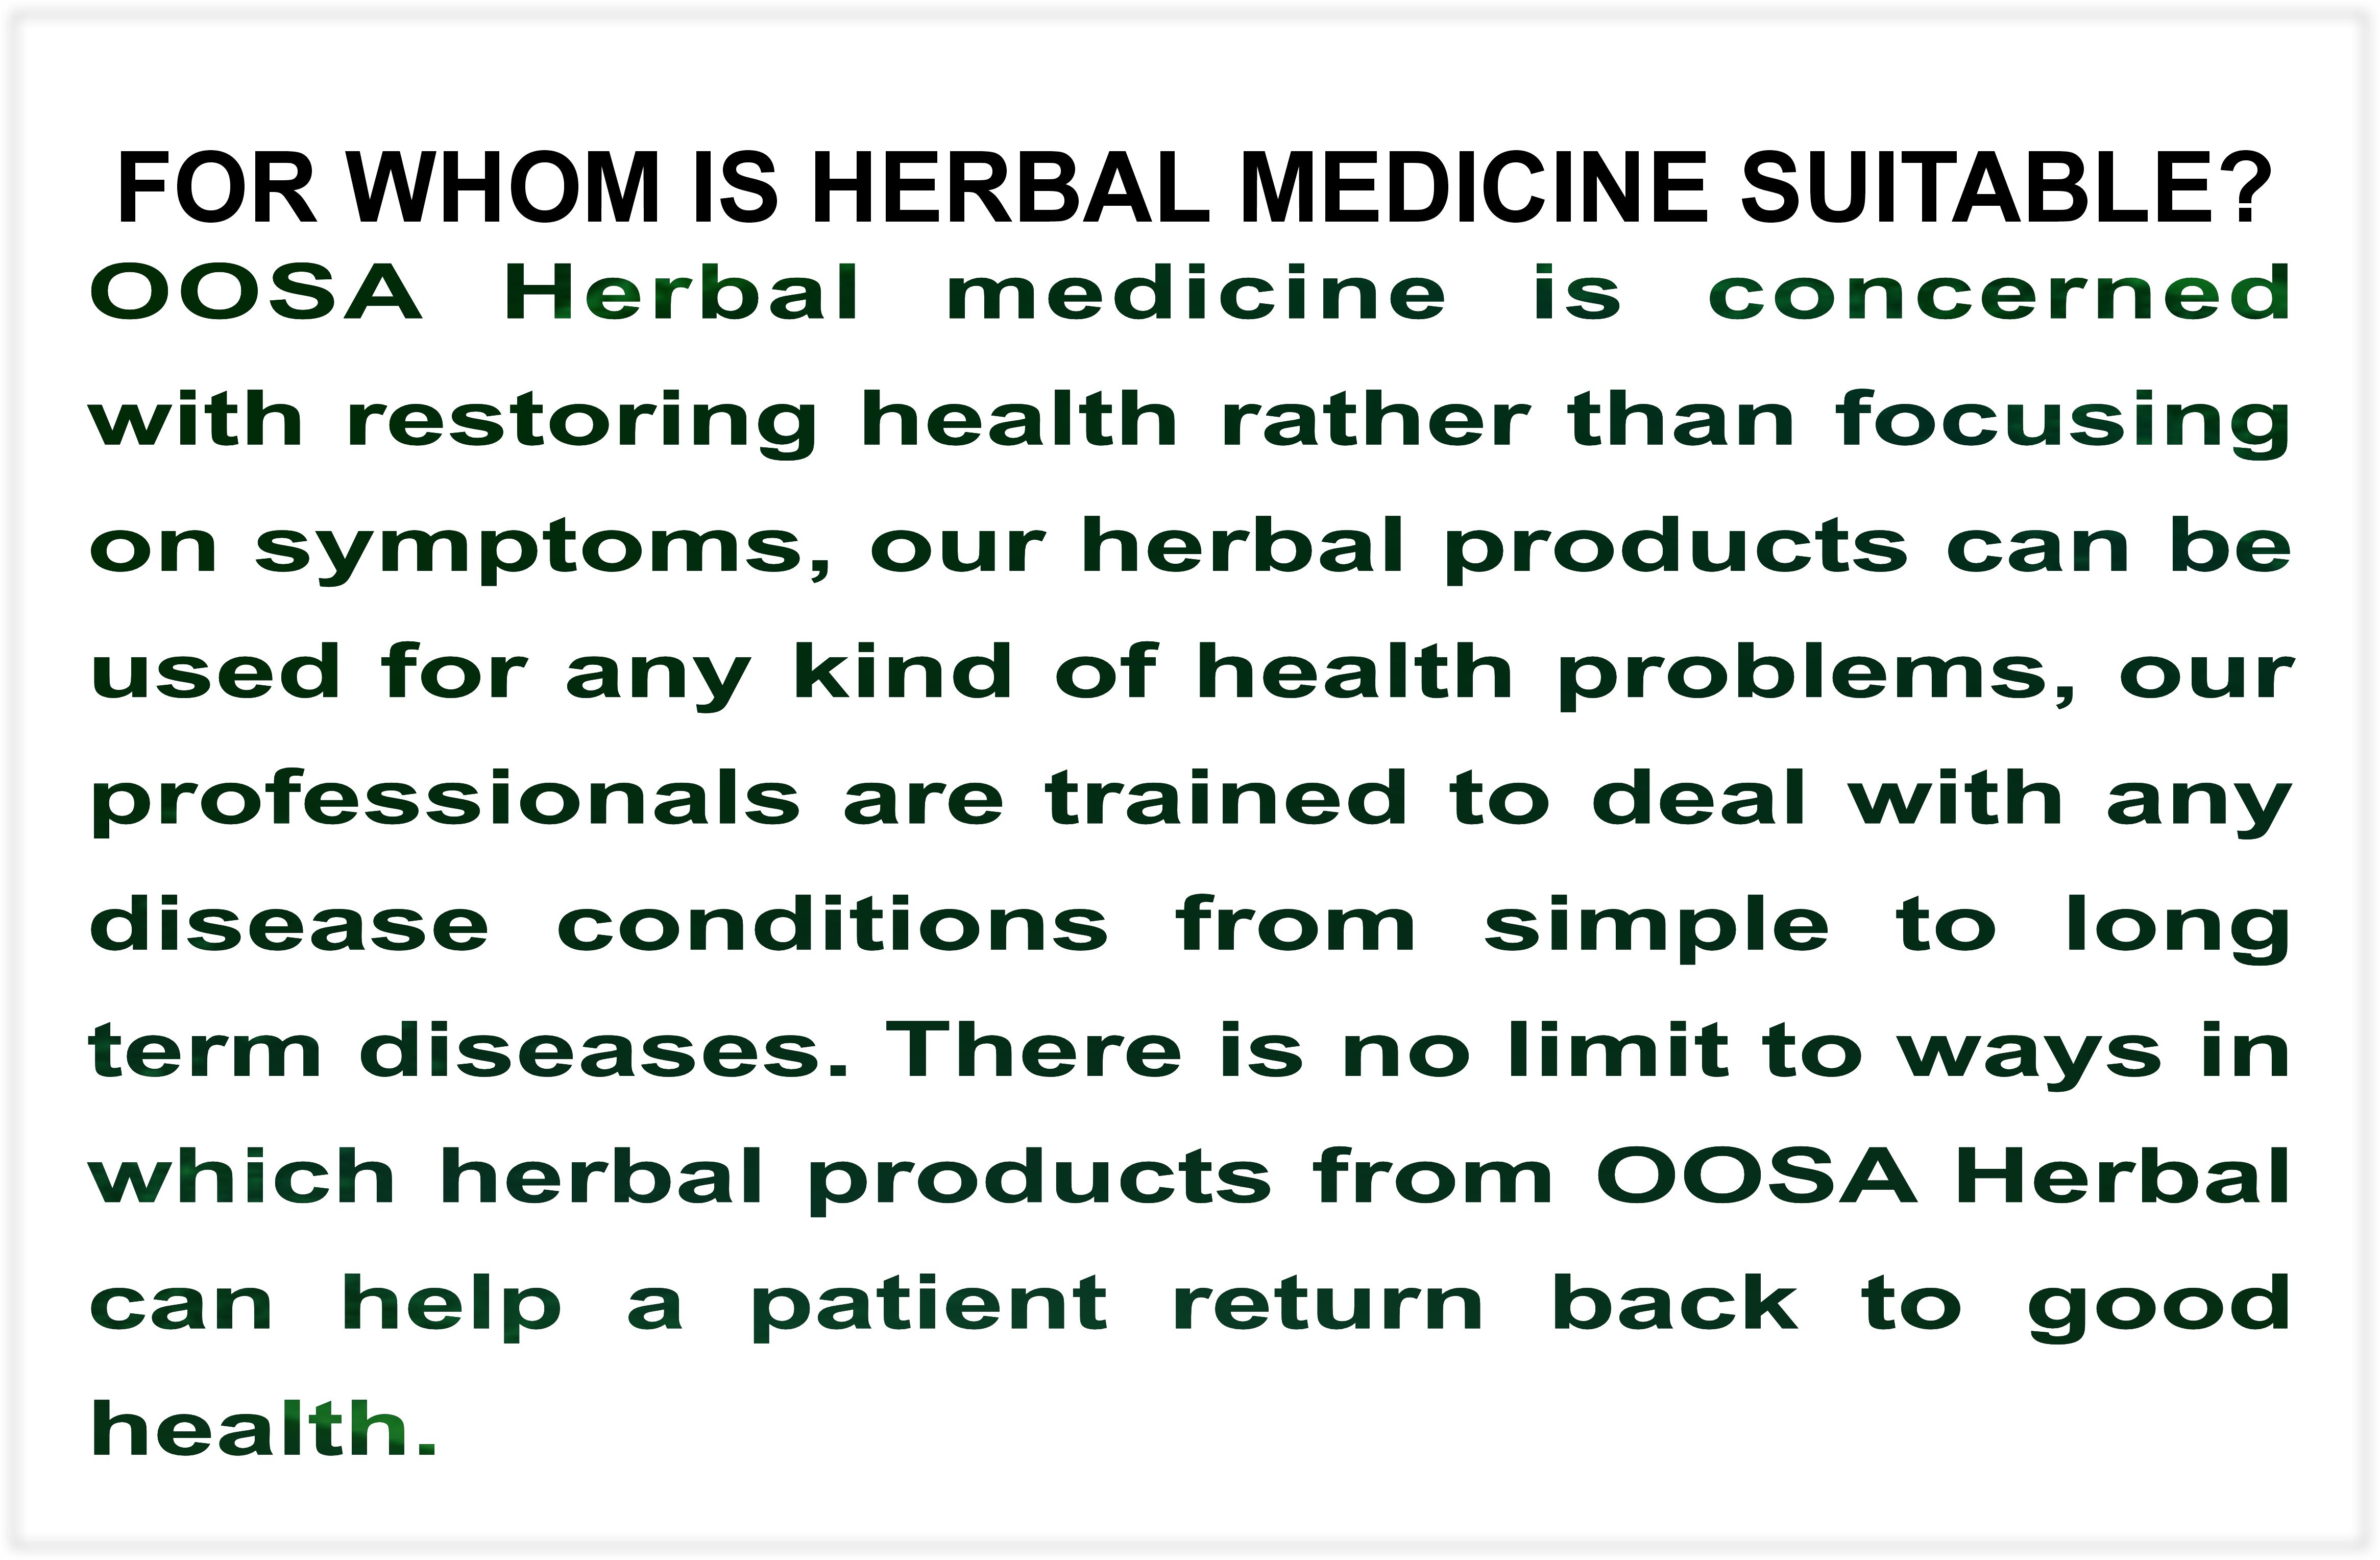 FOR WHOM IS HERBAL MEDICINE SUITABLE?
OOSA Herbal medicine is concerned
with restoring health rather than focusing
on symptoms, our herbal products can be
used for any kind of health problems, our
professionals are trained to deal with any
disease conditions from simple to long
term diseases. There is no limit to ways in
which herbal products from OOSA Herbal
can help a patient return back to good
health.